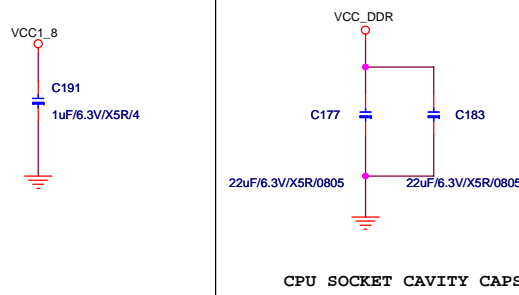 VCC1_8
C191
1uF/6.3V/X5R/4
VCC_DDR
C177
C183
22uF/6.3V/X5R/0805
22uF/6.3V/X5R/0805
CPU SOCKET CAVITY CAPS